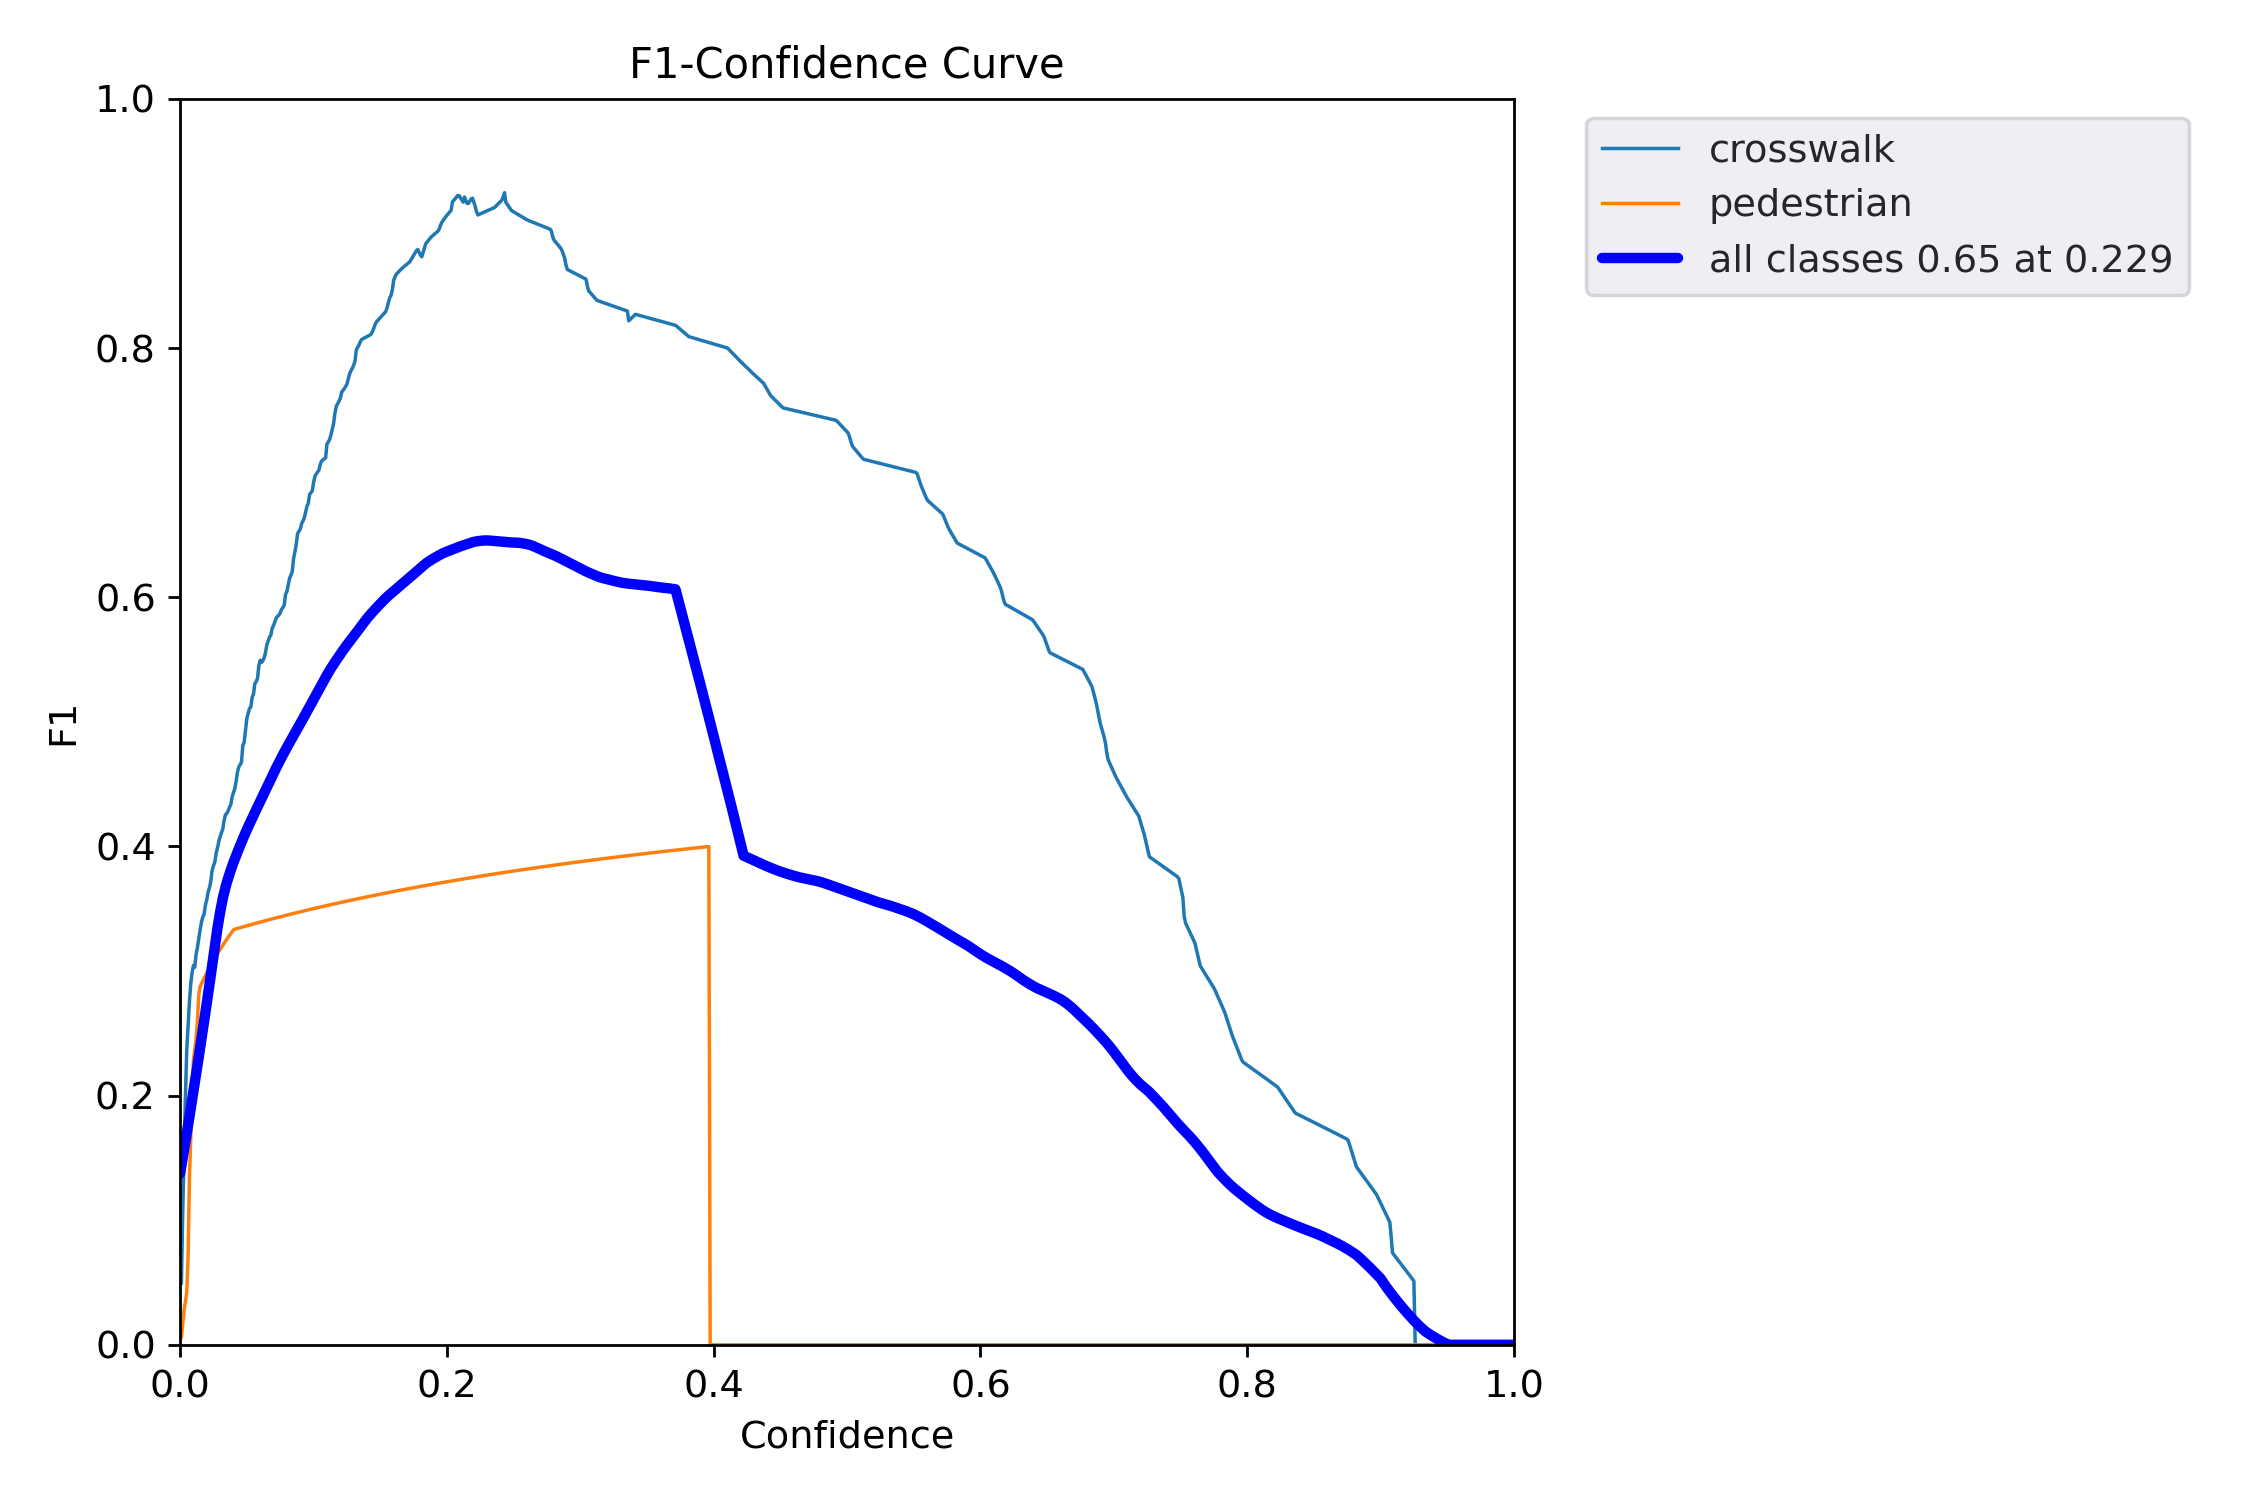 F1-Confidence Curve
1.0
0.8
0.6
0.4
0.2
0.0
F1
0.0 0.2 0.4 0.6 0.8 1.0
Confidence
crosswalk
pedestrian
all classes 0.65 at 0.229